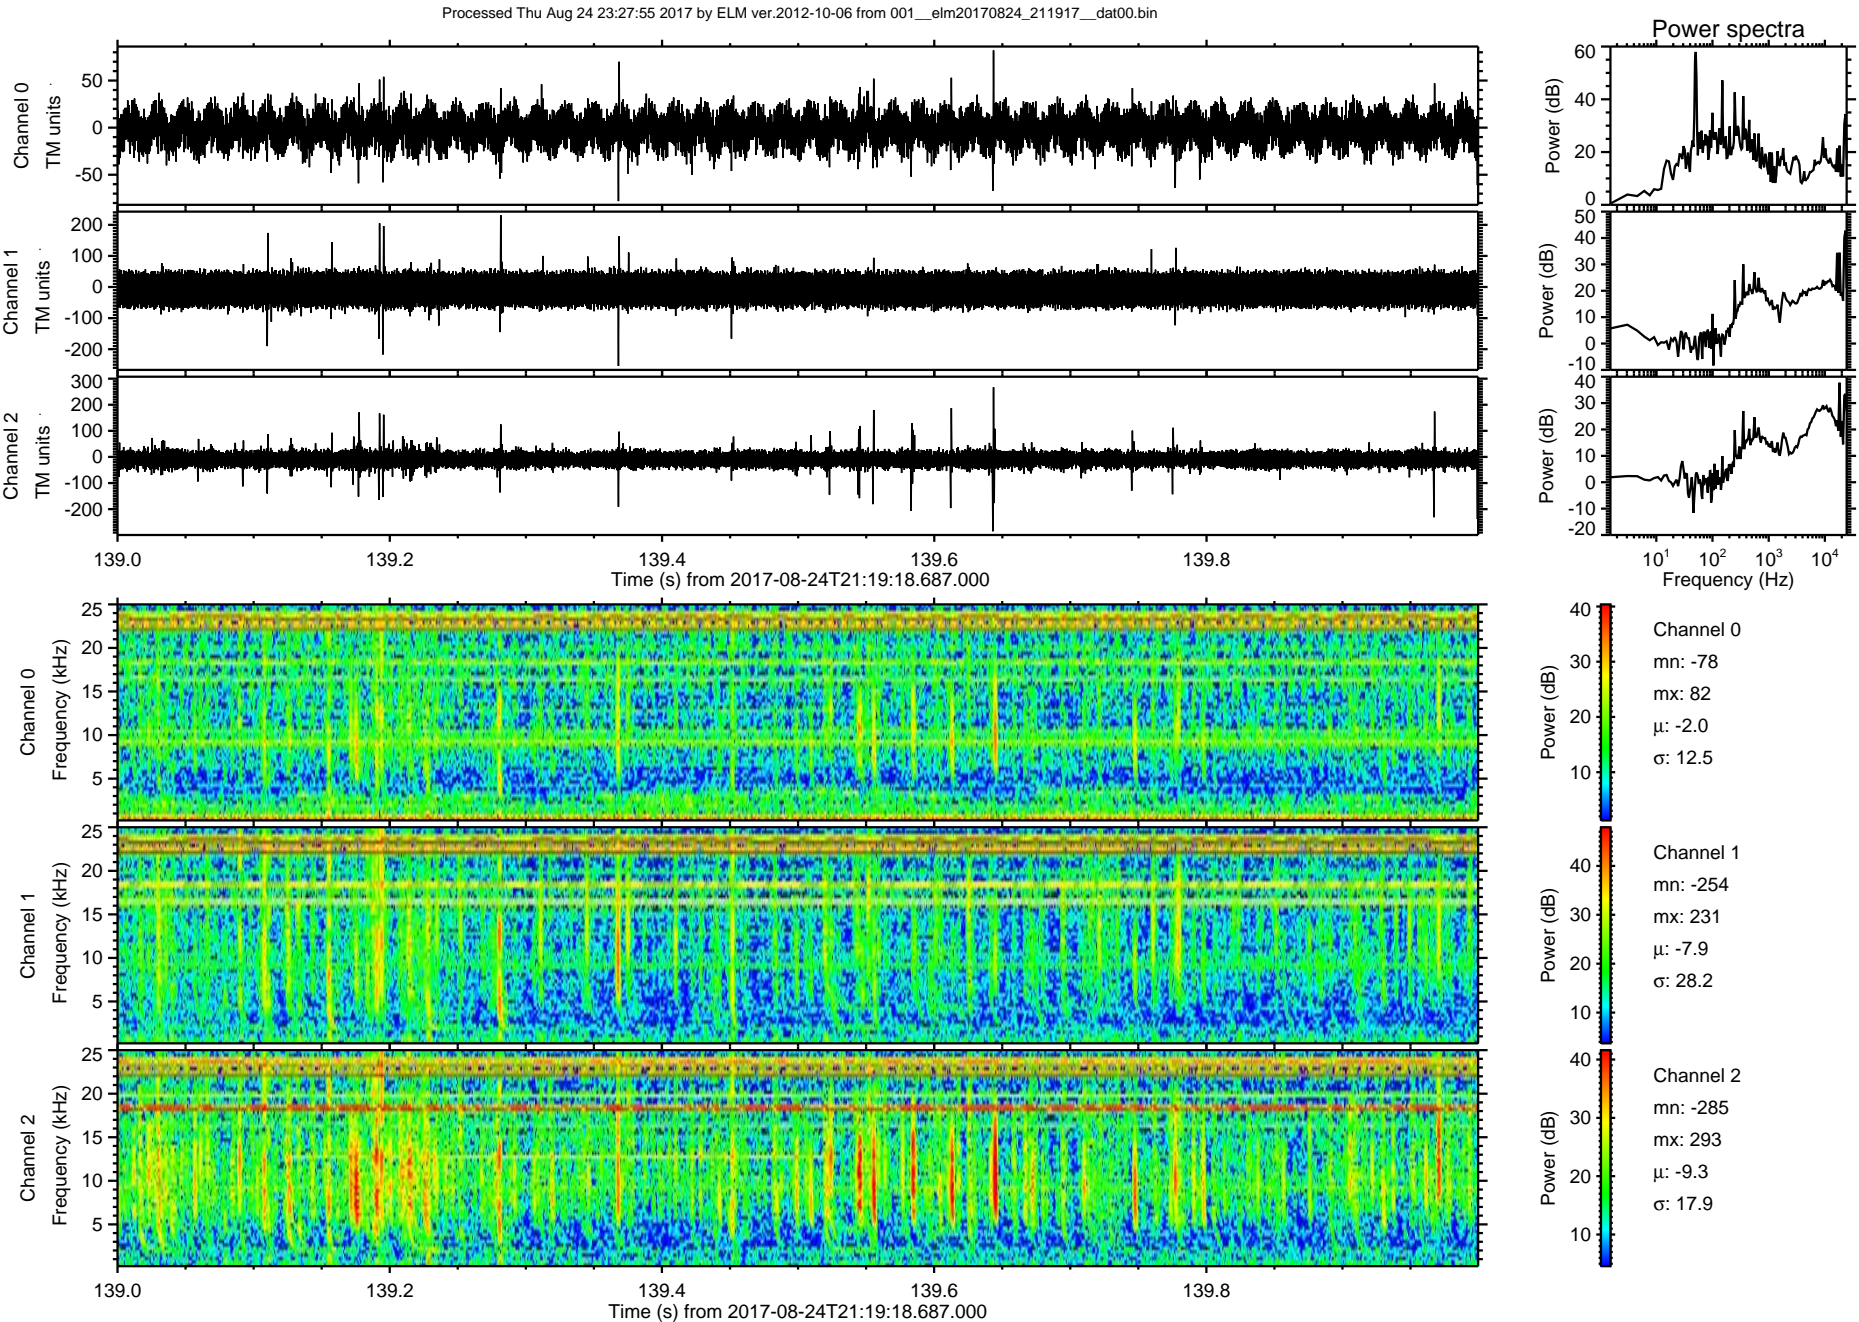 Processed Thu Aug 24 23:27:55 2017 by ELM ver.2012-10-06 from 001__elm20170824_211917__dat00.bin
Power spectra
Channel 0
TM units
50
0
-50
Power (dB)
60
40
20
0
Channel 1
TM units
200
100
0
-100
-200
Power (dB)
50
40
30
20
10
0
-10
Channel 2
TM units
300
200
100
0
-100
-200
Power (dB)
40
30
20
10
0
-10
-20
139.0 139.2 139.4 139.6 139.8
Time (s) from 2017-08-24T21:19:18.687.000
10^1 10^2 10^3 10^4
Frequency (Hz)
Channel 0
Frequency (kHz)
25
20
15
10
5
Power (dB)
40
30
20
10
Channel 0
mn: -78
mx: 82
μ: -2.0
σ: 12.5
Channel 1
Frequency (kHz)
25
20
15
10
5
Power (dB)
40
30
20
10
Channel 1
mn: -254
mx: 231
μ: -7.9
σ: 28.2
Channel 2
Frequency (kHz)
25
20
15
10
5
Power (dB)
40
30
20
10
Channel 2
mn: -285
mx: 293
μ: -9.3
σ: 17.9
139.0 139.2 139.4 139.6 139.8
Time (s) from 2017-08-24T21:19:18.687.000